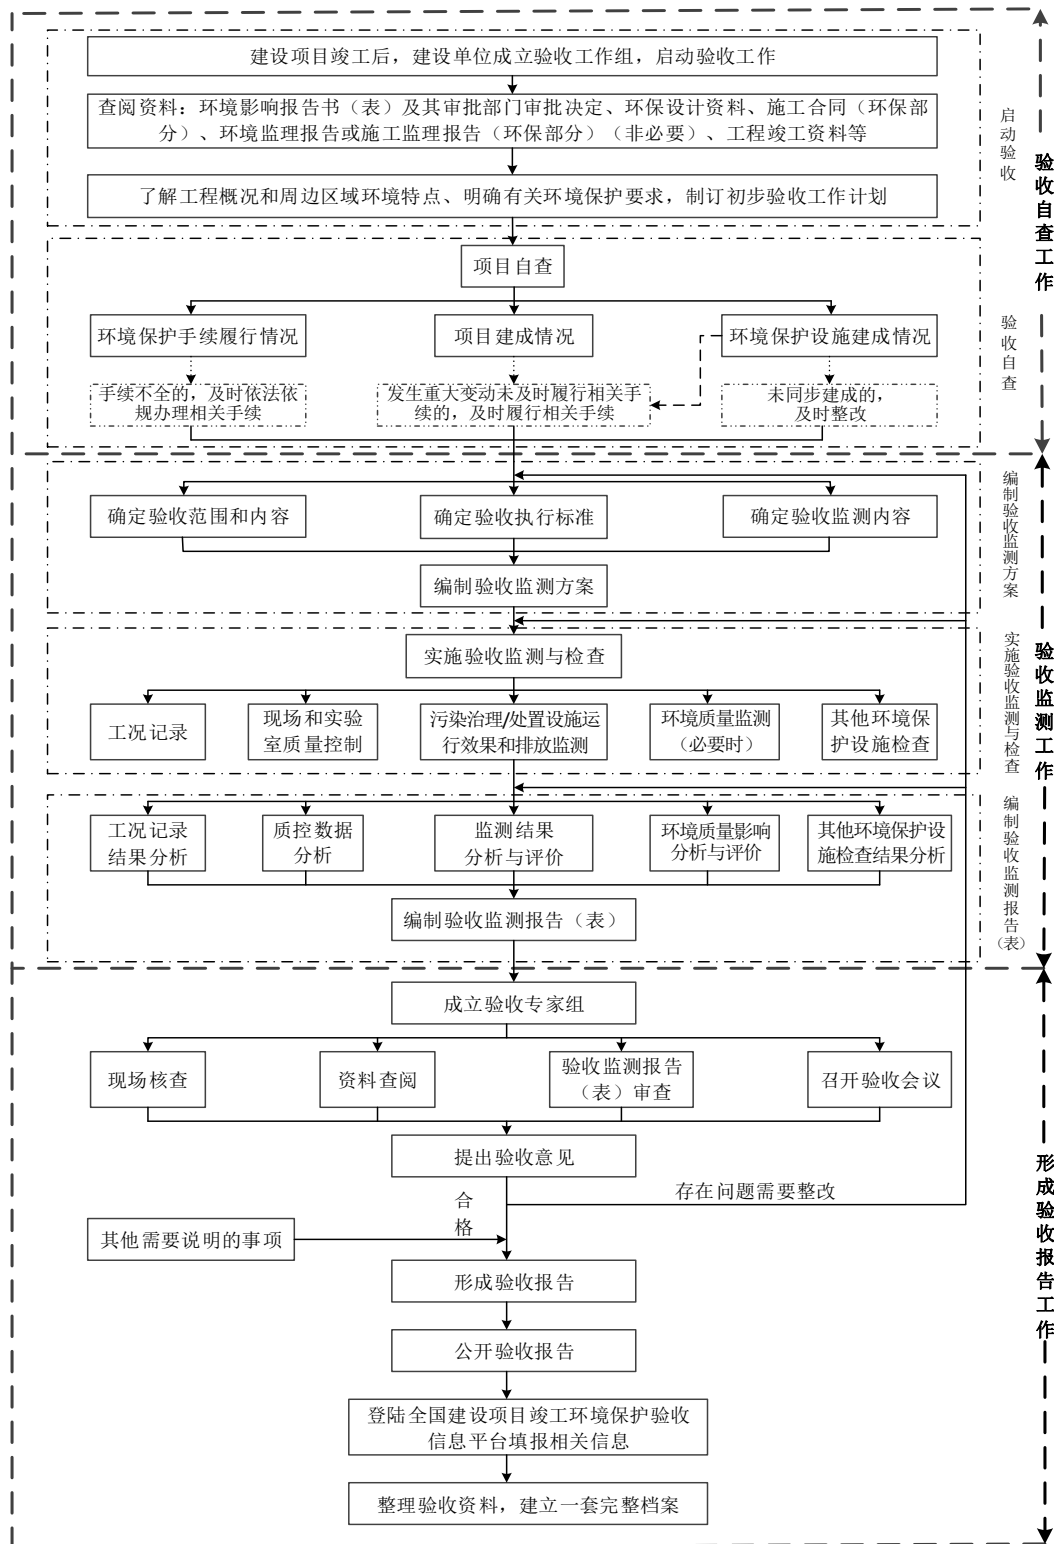 建设项目竣工后，建设单位成立验收工作组，启动验收工作
查阅资料：环境影响报告书（表）及其审批部门审批决定、环保设计资料、施工合同（环保部
分）、环境监理报告或施工监理报告（环保部分）（非必要）、工程竣工资料等
了解工程概况和周边区域环境特点、明确有关环境保护要求，制订初步验收工作计划
启动验收
验收自查工作
项目自查
环境保护手续履行情况
项目建成情况
环境保护设施建成情况
手续不全的，及时依法依
规办理相关手续
发生重大变动未及时履行相关手
续的，及时履行相关手续
未同步建成的，
及时整改
验收自查
确定验收范围和内容
确定验收执行标准
确定验收监测内容
编制验收监测方案
编制验收监测方案
实施验收监测与检查
工况记录
现场和实验
室质量控制
污染治理/处置设施运
行效果和排放监测
环境质量监测
（必要时）
其他环境保
护设施检查
实施验收监测与检查
验收监测工作
工况记录
结果分析
质控数据
分析
监测结果
分析与评价
环境质量影响
分析与评价
其他环境保护设
施检查结果分析
编制验收监测报告（表）
编制验收监测报告（表）
成立验收专家组
现场核查
资料查阅
验收监测报告
（表）审查
召开验收会议
提出验收意见
合格
存在问题需要整改
其他需要说明的事项
形成验收报告
公开验收报告
登陆全国建设项目竣工环境保护验收
信息平台填报相关信息
整理验收资料，建立一套完整档案
形成验收报告工作